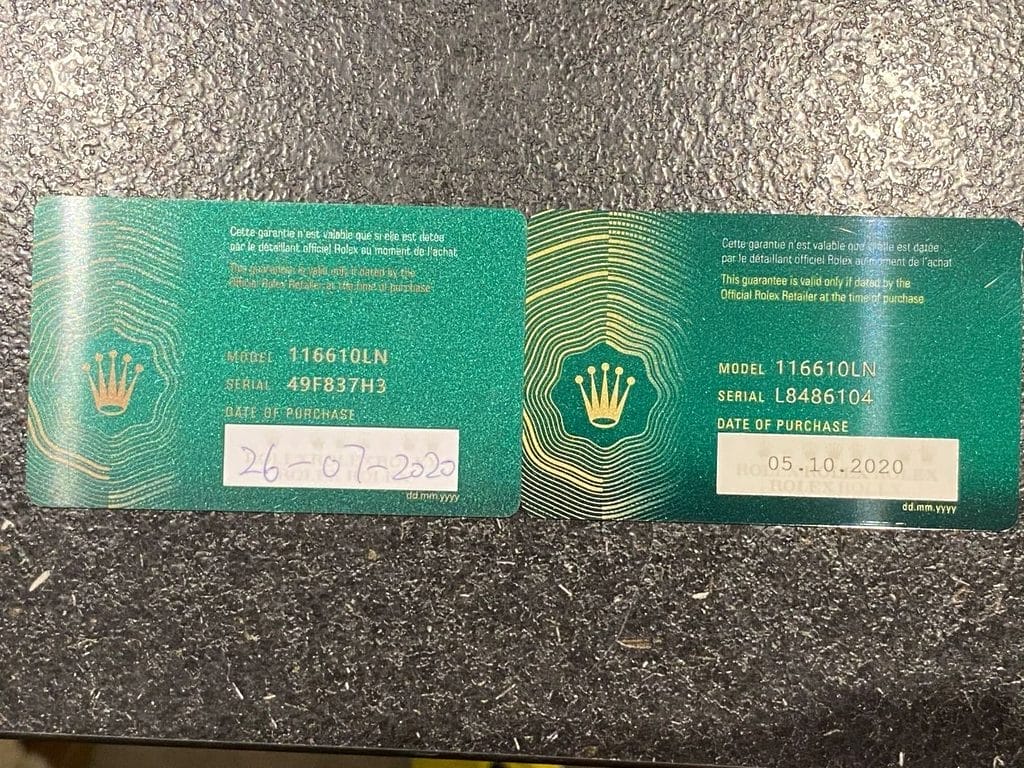 Cette garantie n'est valable que si elle est datée
par le détaillant officiel Rolex au moment de l'achat
This guarantee is valid only if dated by the
Official Rolex Retailer at the time of purchase
MODEL 116610LN
SERIAL 49F837H3
DATE OF PURCHASE
26-07-2020
dd.mm.yyyy
Cette garantie n'est valable que si elle est datée
par le détaillant officiel Rolex au moment de l'achat
This guarantee is valid only if dated by the
Official Rolex Retailer at the time of purchase
MODEL 116610LN
SERIAL L8486104
DATE OF PURCHASE
05.10.2020
ROLEX ROLEX
dd.mm.yyyy